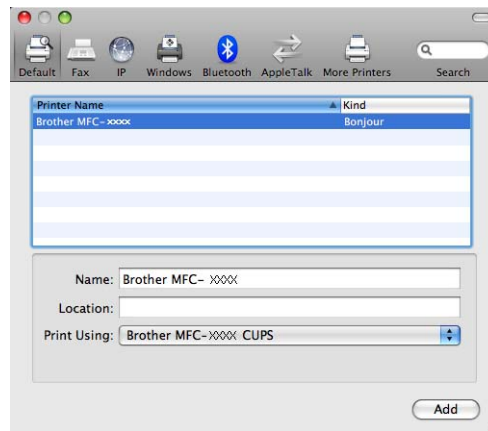 Default Fax IP Windows Bluetooth AppleTalk More Printers Search
Printer Name Kind
Brother MFC-xxxx Bonjour
Name: Brother MFC- XXXX
Location:
Print Using: Brother MFC-XXXX CUPS
Add